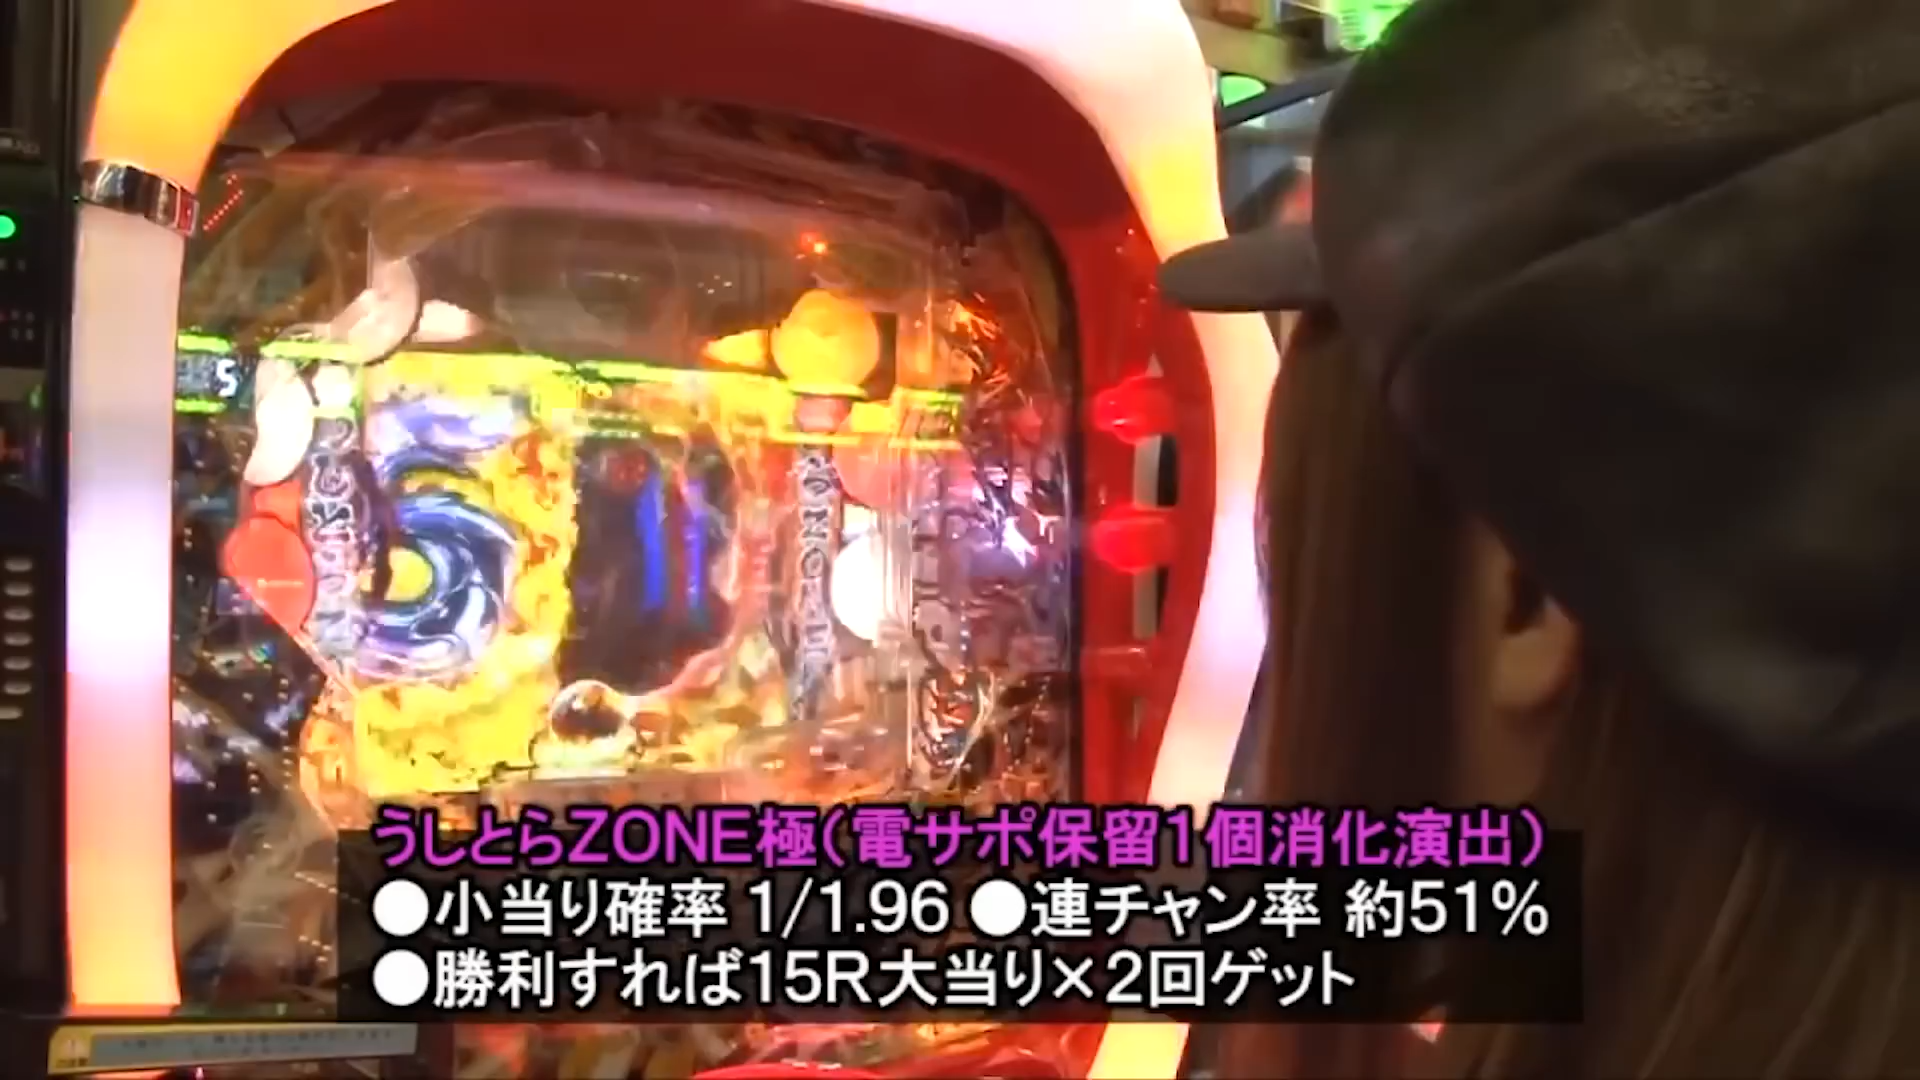 5
うしとらZONE極（電サポ保留1個消化演出）
●小当り確率 1/1.96 ●連チャン率 約51%
●勝利すれば15R大当り×2回ゲット